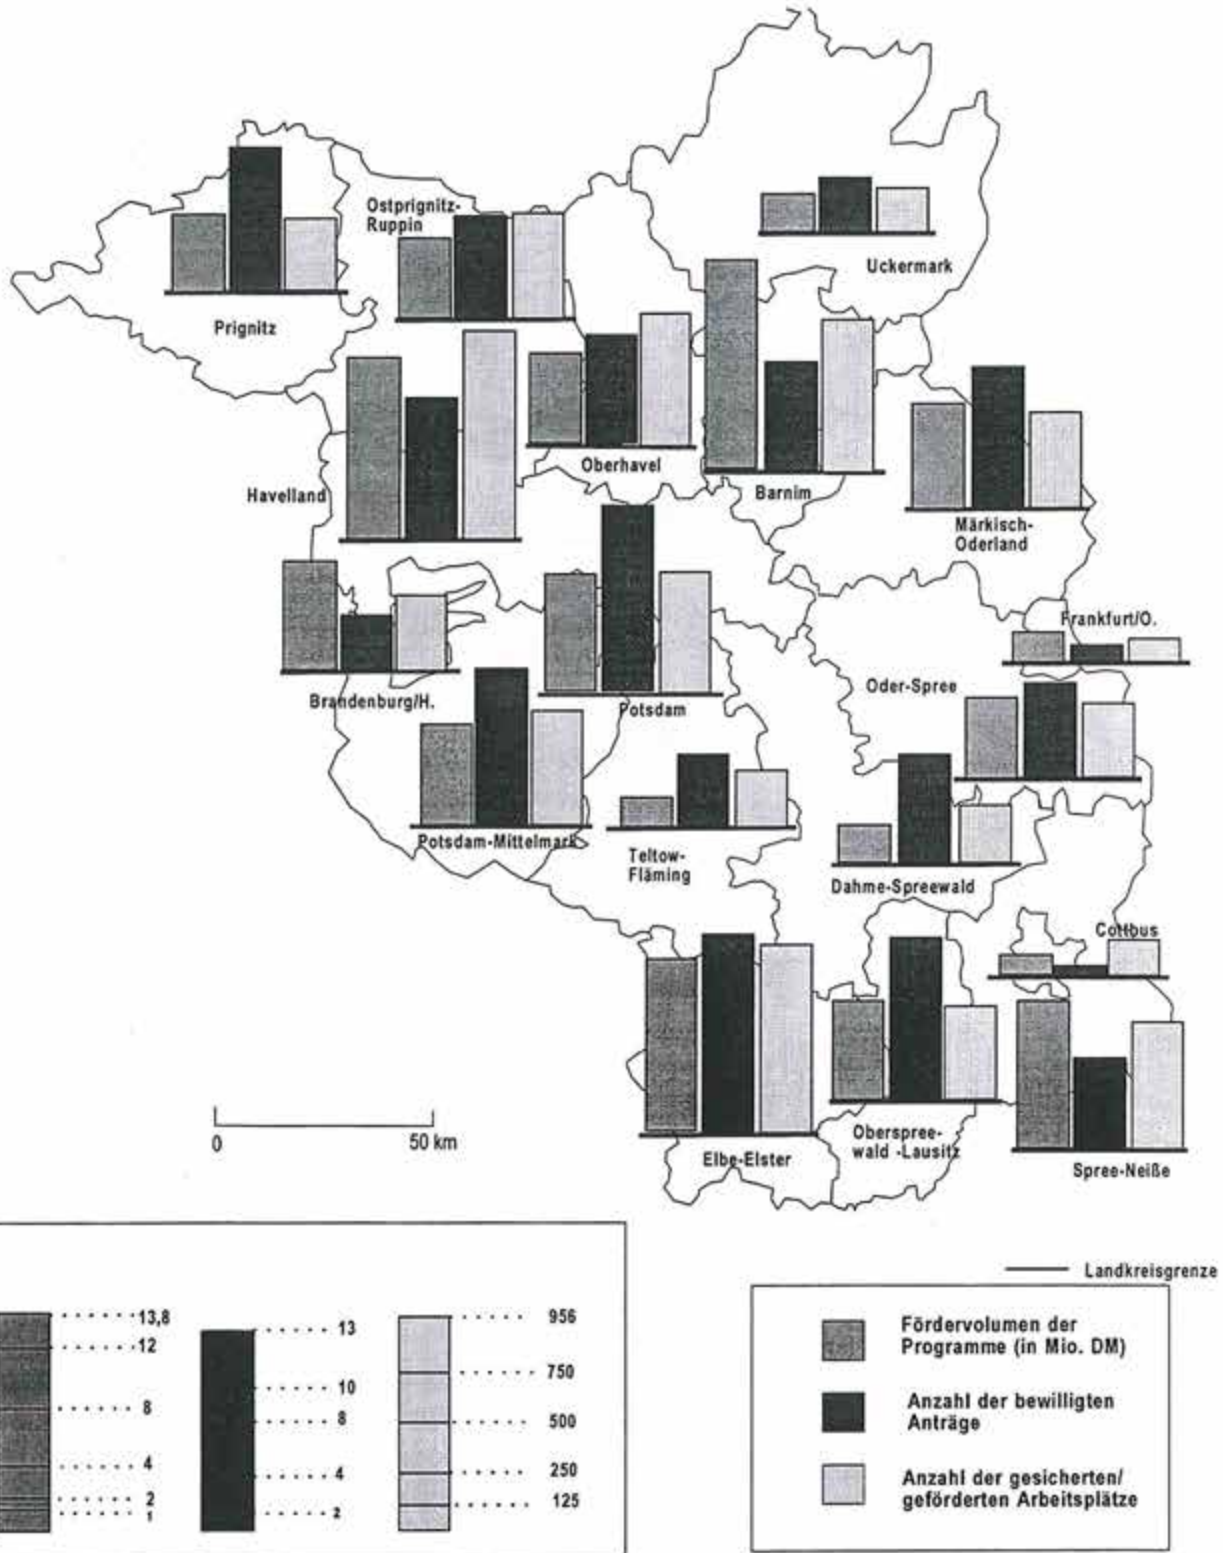 Ostprignitz-
Ruppin
Uckermark
Prignitz
Oberhavel
Havelland
Barnim
Märkisch-
Oderland
Frankfurt/O.
Oder-Spree
Brandenburg/H.
Potsdam
Potsdam-Mittelmark
Teltow-
Fläming
Dahme-Spreewald
Cottbus
0
50 km
Elbe-Elster
Oberspree-
wald -Lausitz
Spree-Neiße
Landkreisgrenze
13,8
12
8
4
2
1
13
10
8
4
2
956
750
500
250
125
Fördervolumen der
Programme (in Mio. DM)
Anzahl der bewilligten
Anträge
Anzahl der gesicherten/
geförderten Arbeitsplätze